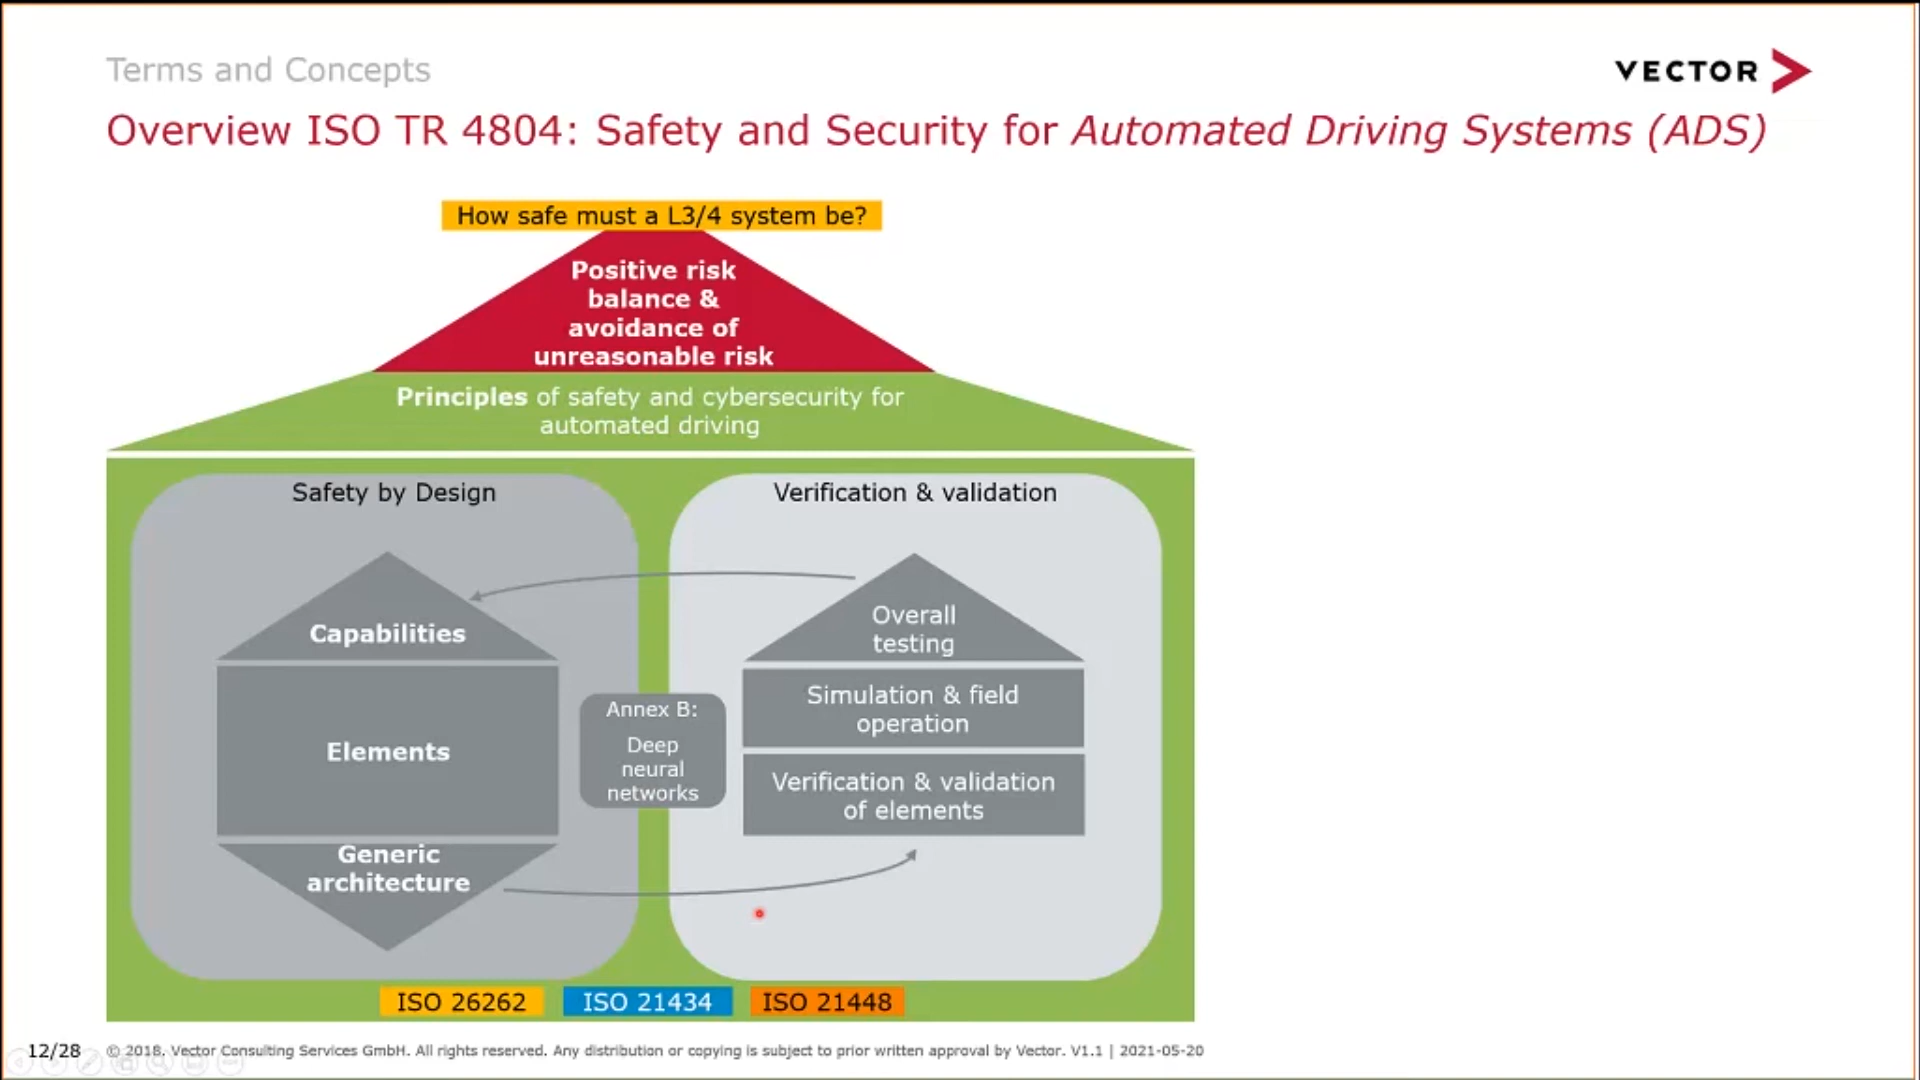 Terms and Concepts
VECTOR
Overview ISO TR 4804: Safety and Security for Automated Driving Systems (ADS)
How safe must a L3/4 system be?
Positive risk
balance &
avoidance of
unreasonable risk
Principles of safety and cybersecurity for
automated driving
Safety by Design
Capabilities
Elements
Generic
architecture
Annex B:
Deep
neural
networks
Verification & validation
Overall
testing
Simulation & field
operation
Verification & validation
of elements
ISO 26262
ISO 21434
ISO 21448
12/28
© 2018. Vector Consulting Services GmbH. All rights reserved. Any distribution or copying is subject to prior written approval by Vector. V1.1 | 2021-05-20